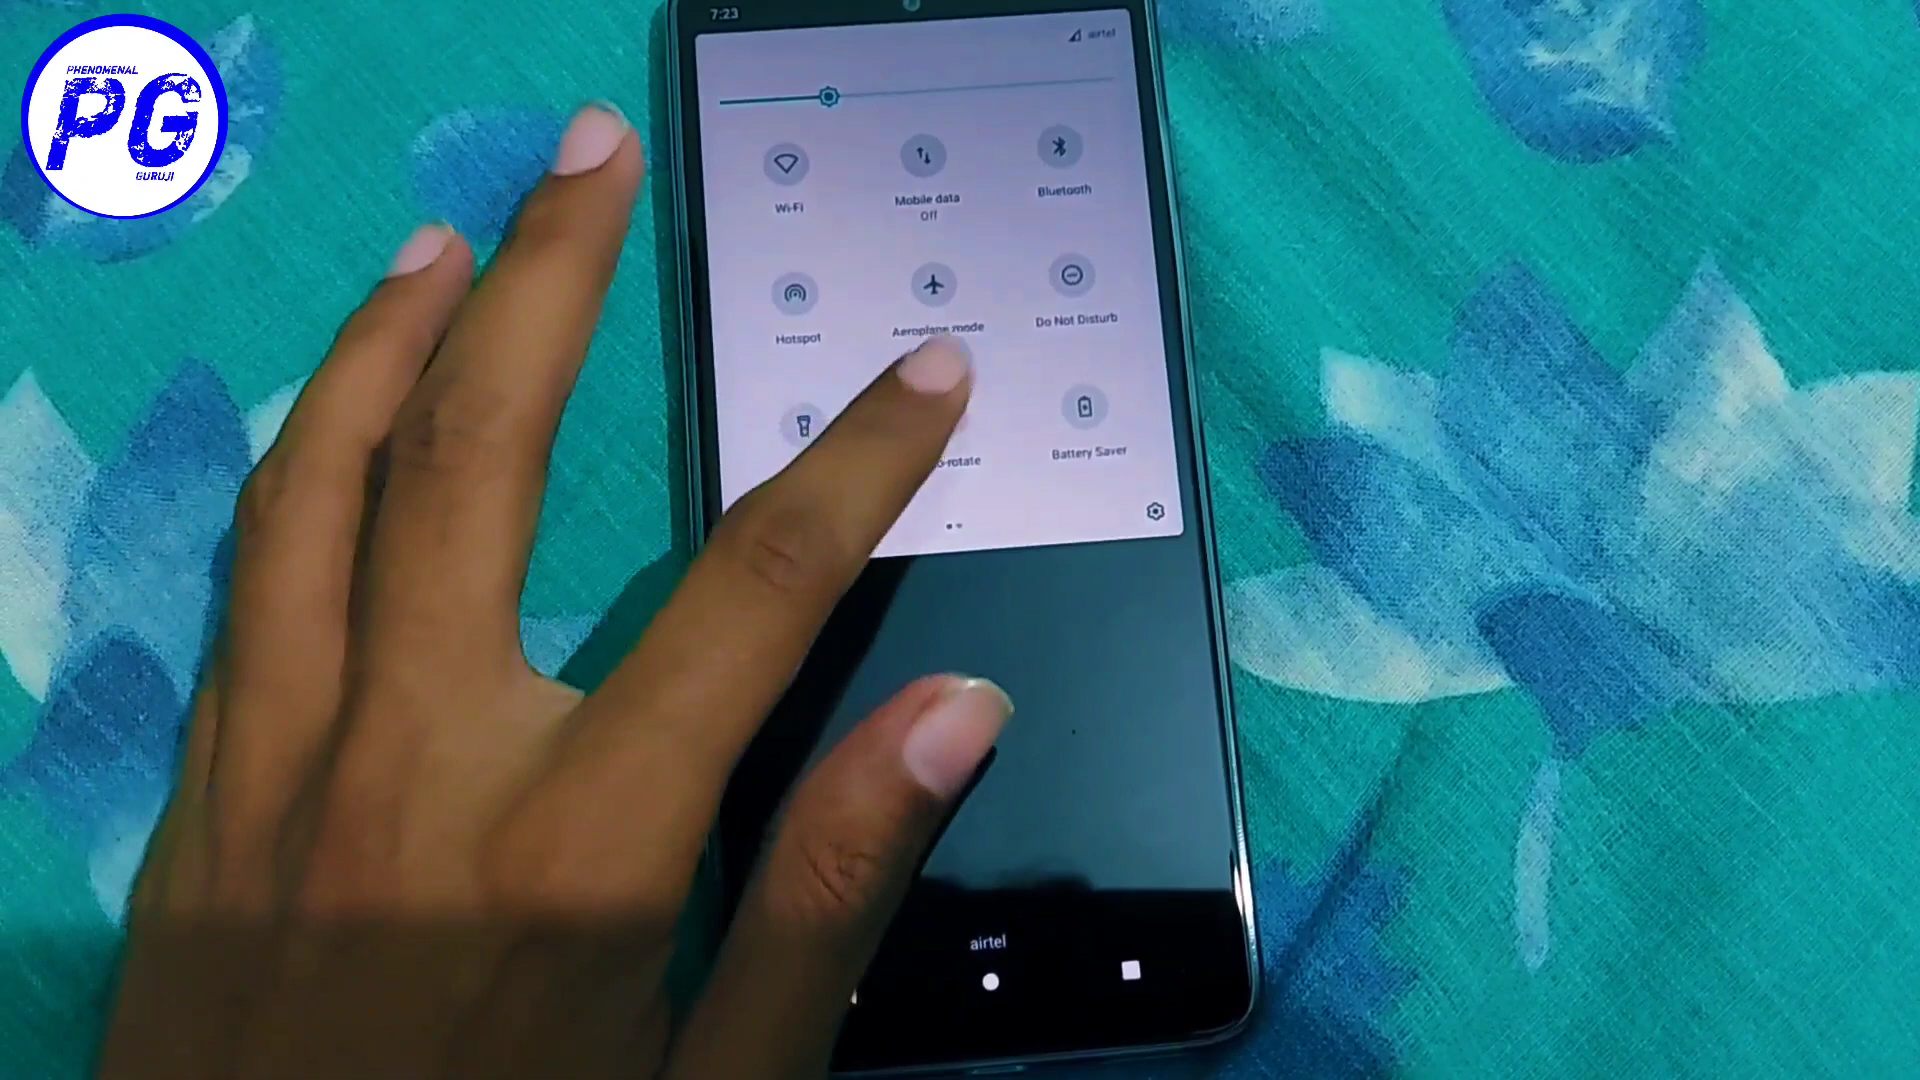 PHENOMENAL
PG
GURUJI
7:23
airtel
Wi-Fi
Mobile data
Off
Bluetooth
Hotspot
Aeroplane mode
Do Not Disturb
o-rotate
Battery Saver
airtel